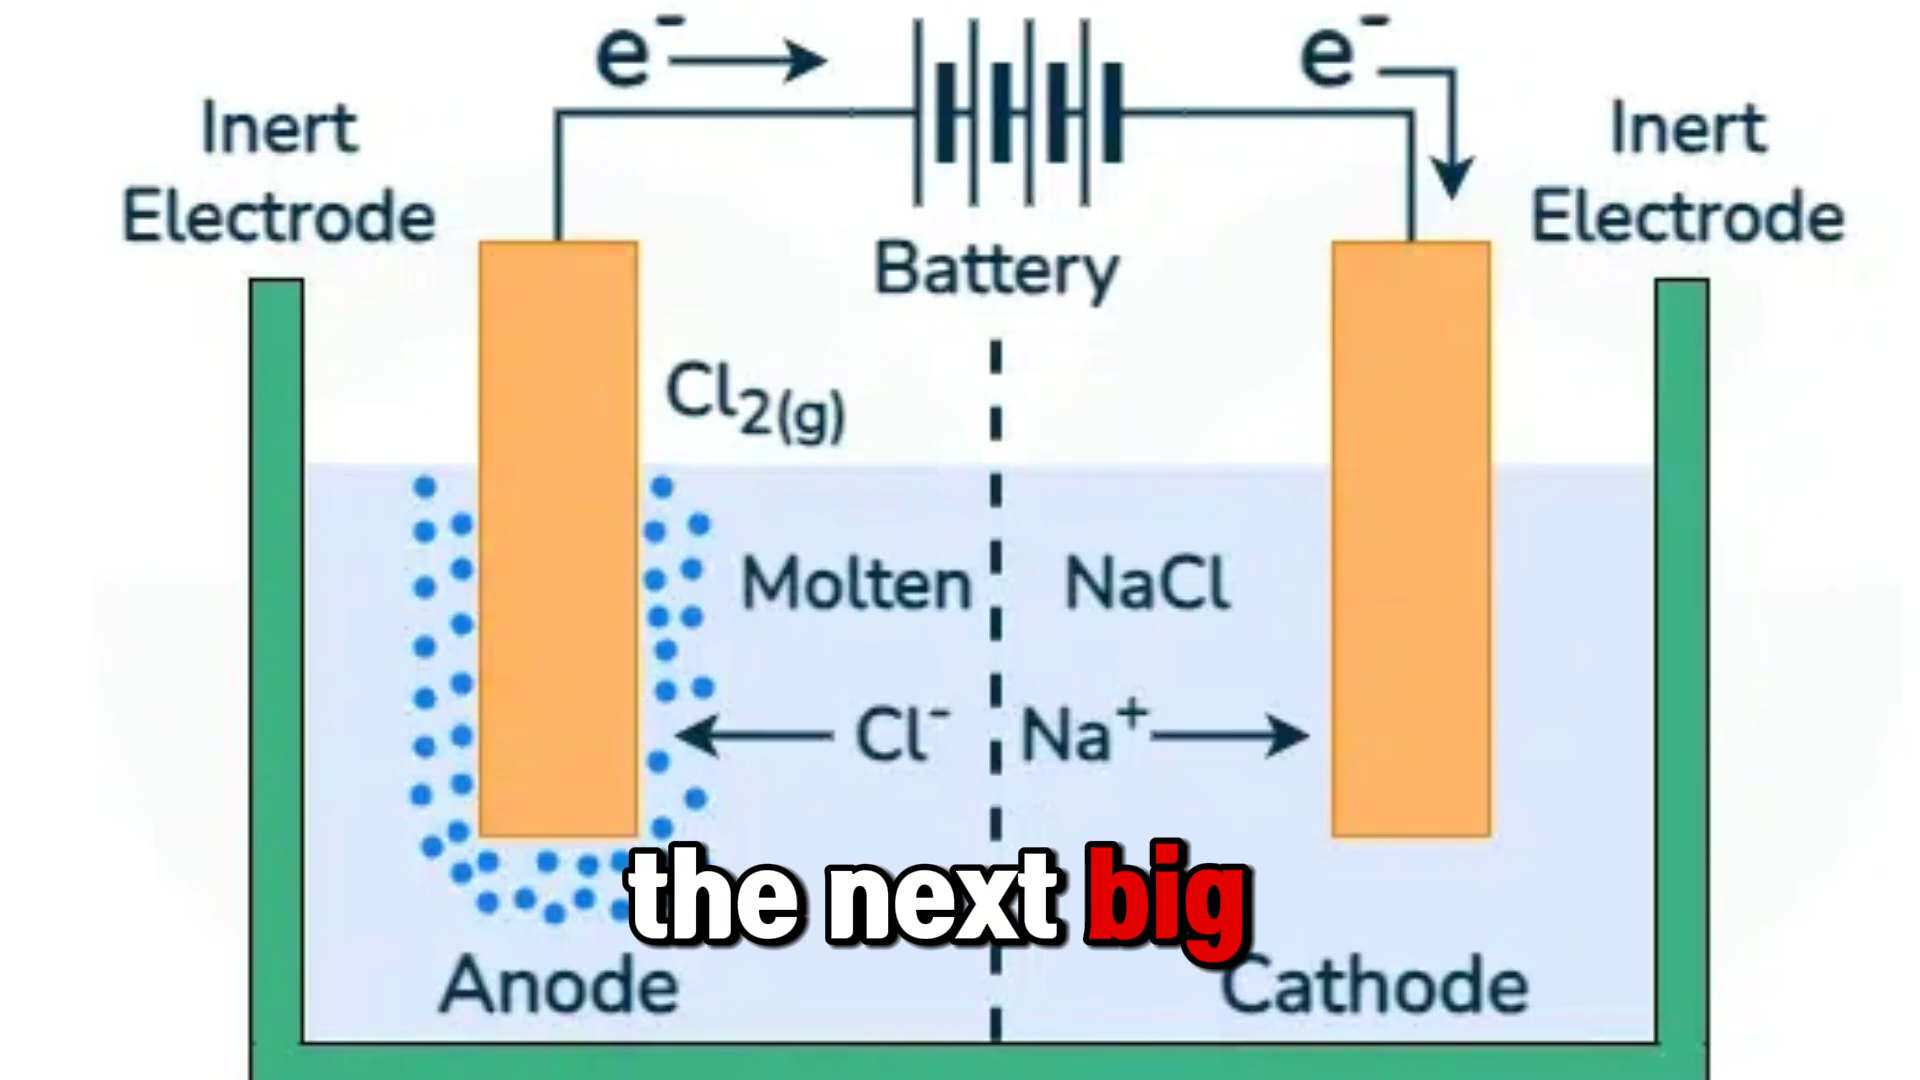 e⁻
e⁻
Inert
Electrode
Inert
Electrode
Battery
Cl₂(g)
Molten NaCl
Cl⁻ Na⁺
the next big
Anode
Cathode